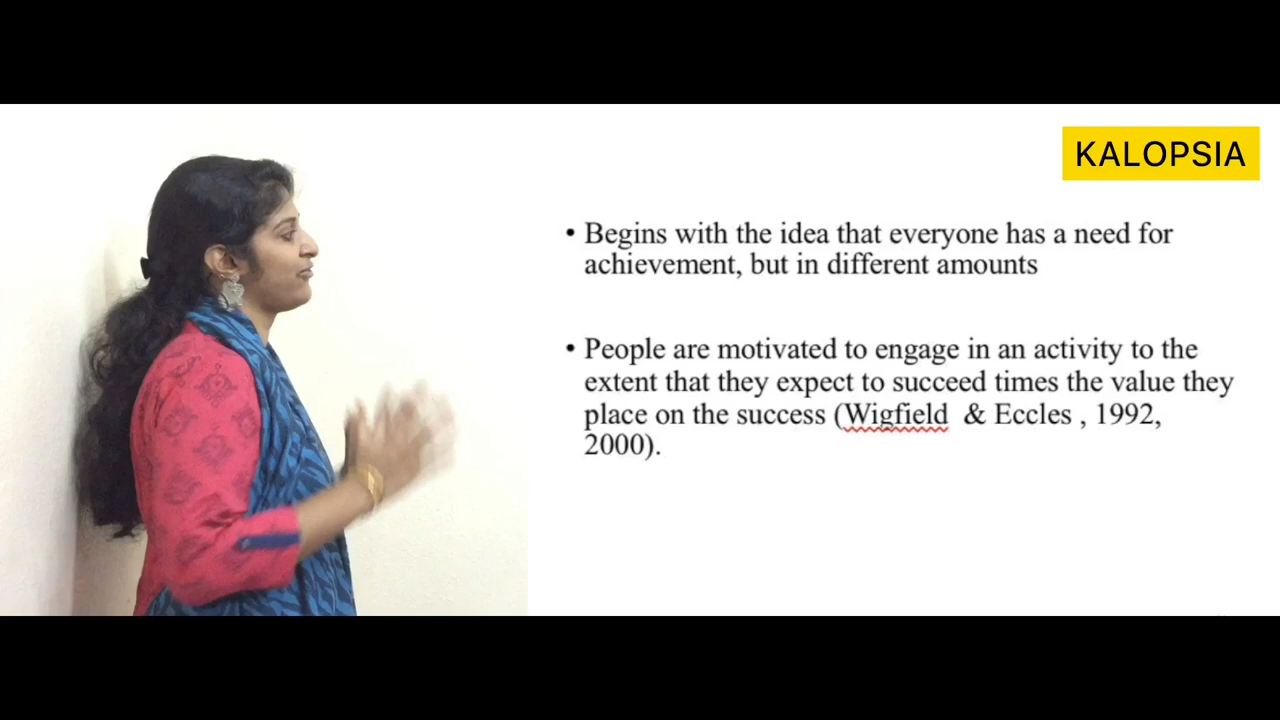 KALOPSIA
• Begins with the idea that everyone has a need for
achievement, but in different amounts
• People are motivated to engage in an activity to the
extent that they expect to succeed times the value they
place on the success (Wigfield & Eccles , 1992,
2000).